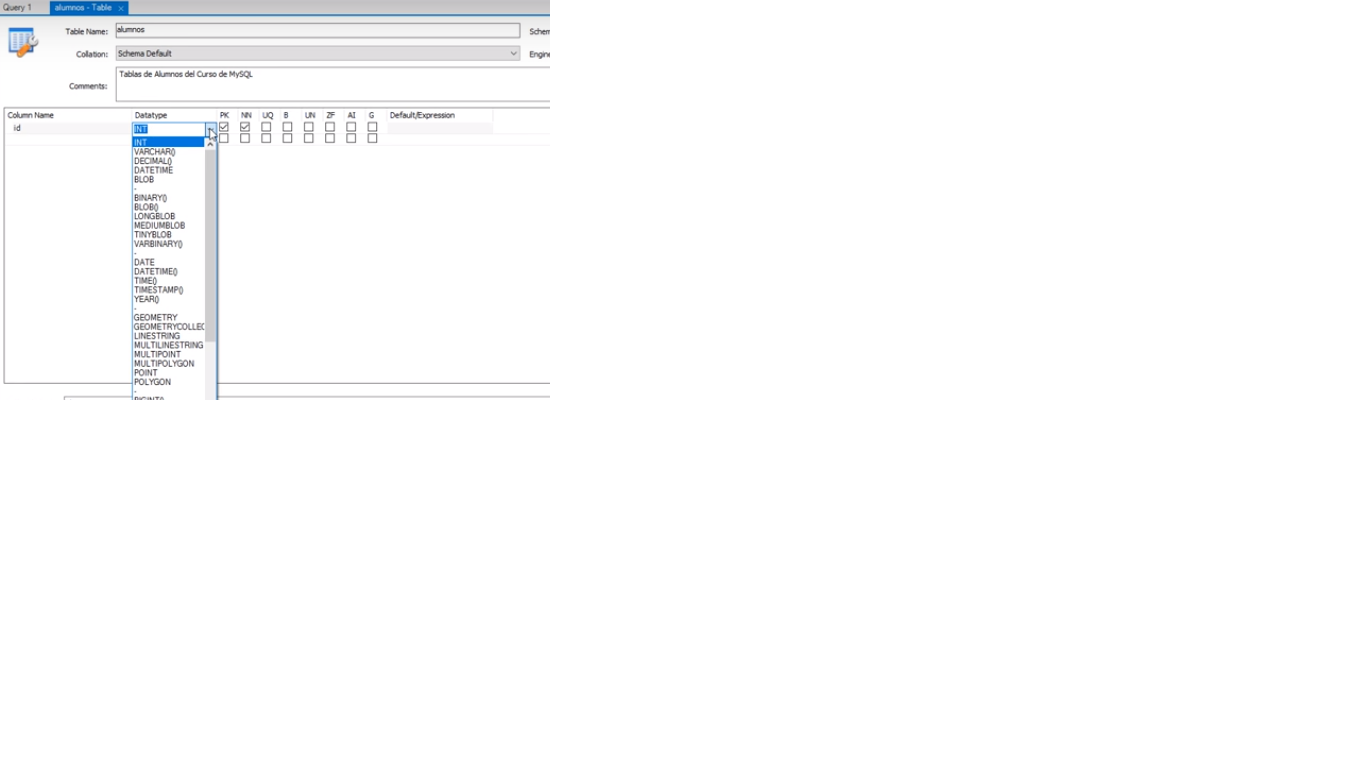 Query 1 alumnos - Table ×
Table Name: alumnos
Schem
Collation: Schema Default
Engine
Comments: Tablas de Alumnos del Curso de MySQL
Column Name Datatype PK NN UQ B UN ZF AI G Default/Expression
id INT
INT
VARCHAR()
DECIMAL()
DATETIME
BLOB
-
BINARY()
BLOB()
LONGBLOB
MEDIUMBLOB
TINYBLOB
VARBINARY()
-
DATE
DATETIME()
TIME()
TIMESTAMP()
YEAR()
-
GEOMETRY
GEOMETRYCOLLEC
LINESTRING
MULTILINESTRING
MULTIPOINT
MULTIPOLYGON
POINT
POLYGON
-
BIGINT()